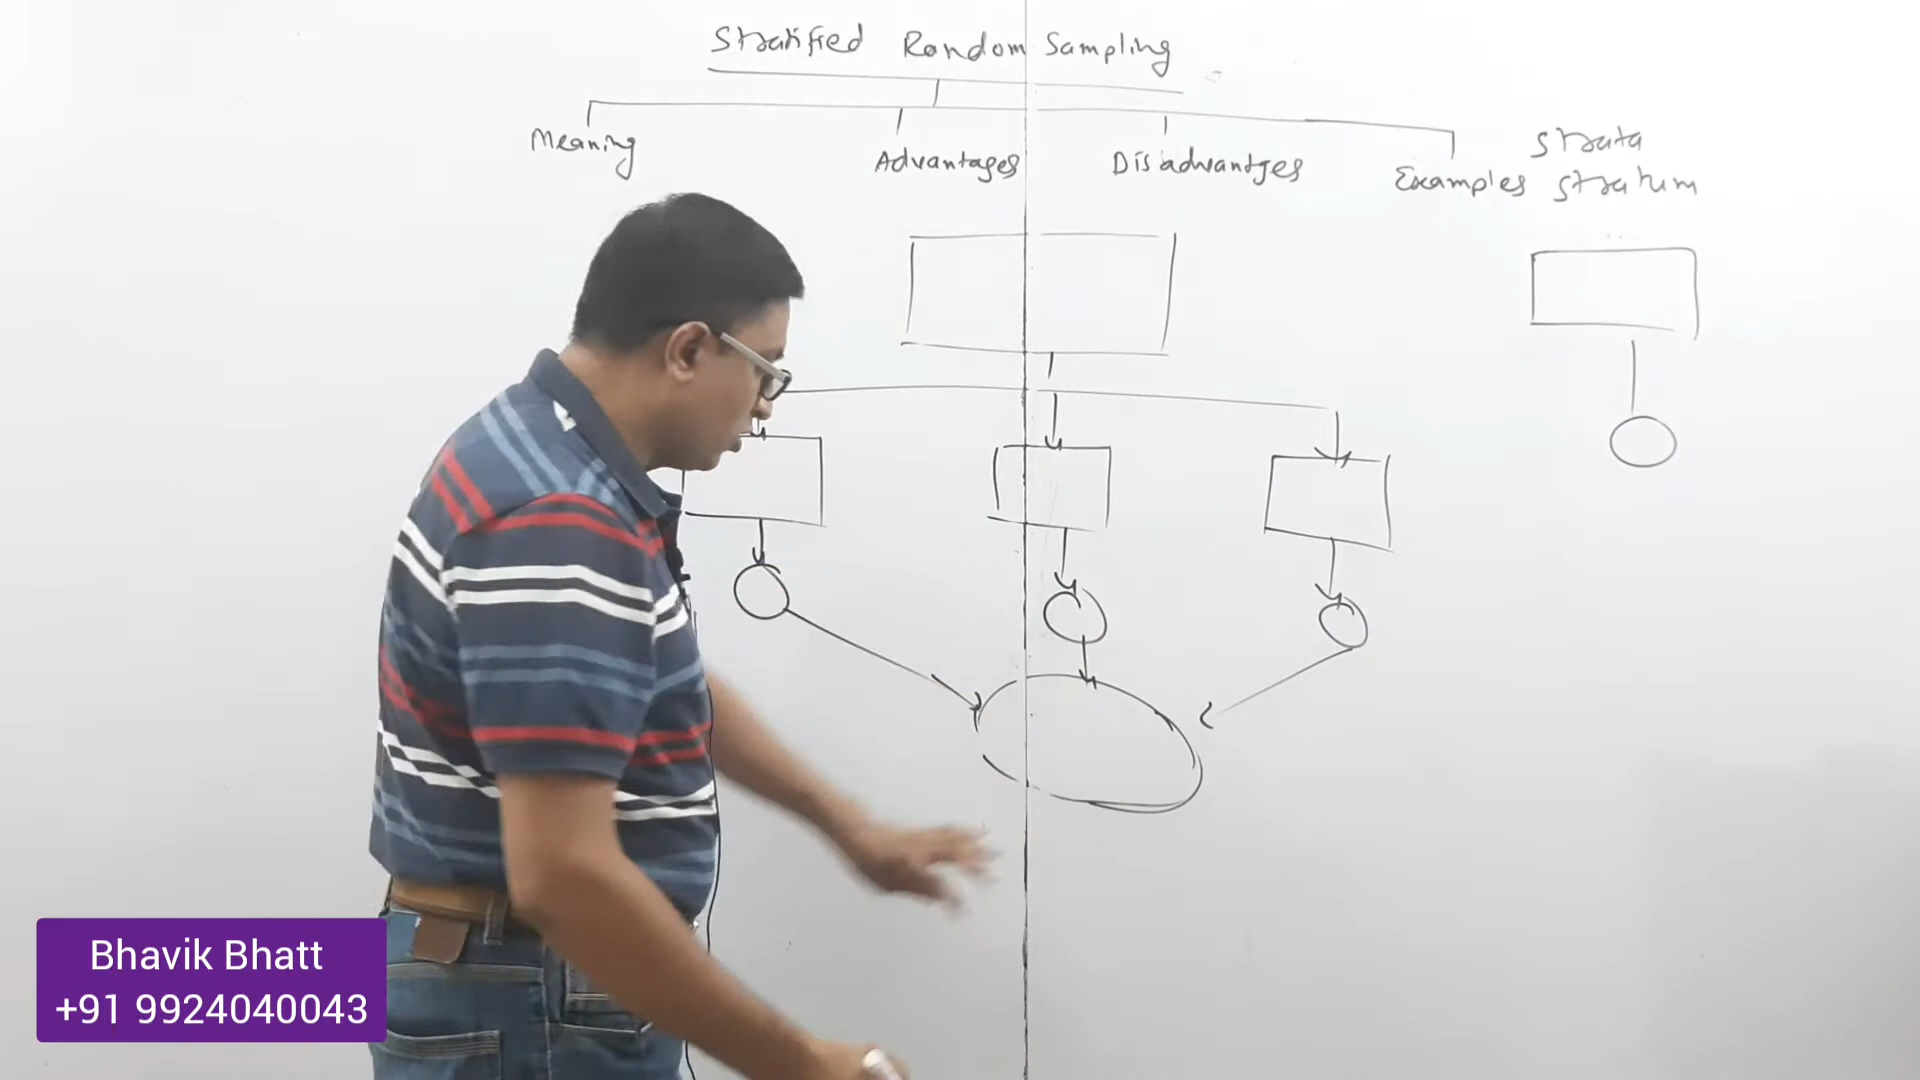 Stratified Random Sampling
Meaning
Advantages
Disadvantges
Examples
Strata
Stratum
Bhavik Bhatt
+91 9924040043